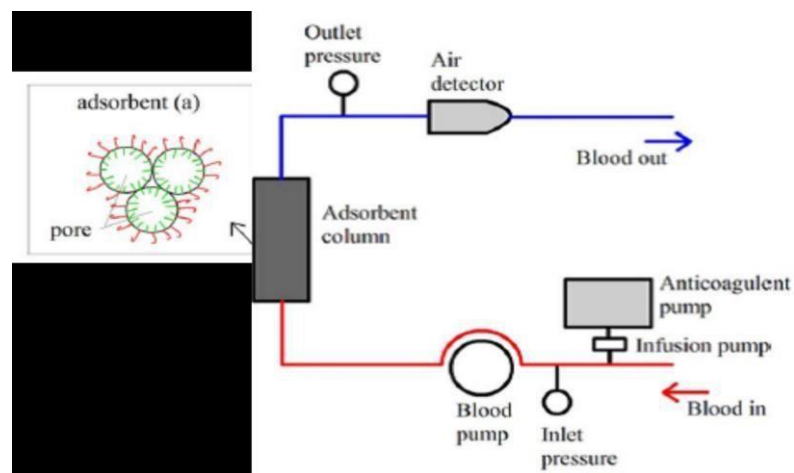 Outlet
pressure
Air
detector
adsorbent (a)
Blood out
pore
Adsorbent
column
Anticoagulent
pump
Infusion pump
Blood in
Blood
pump
Inlet
pressure